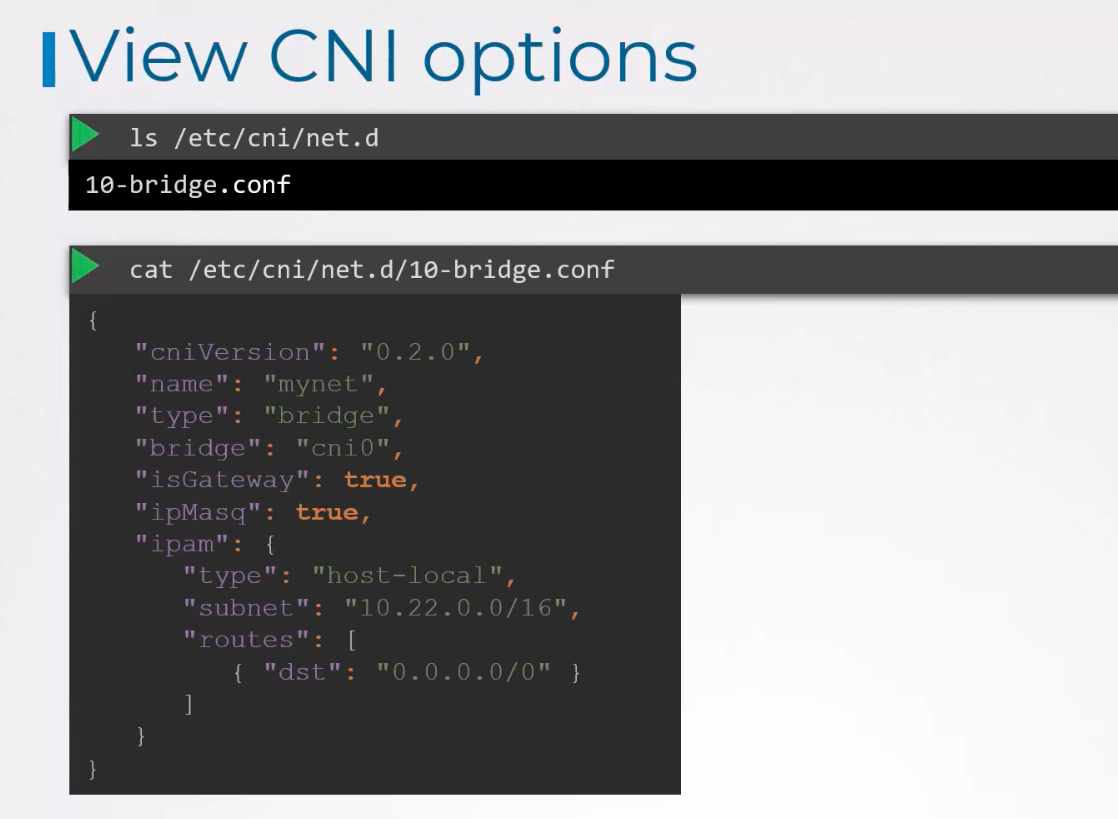 View CNI options
ls /etc/cni/net.d
10-bridge.conf
cat /etc/cni/net.d/10-bridge.conf
{
"cniVersion": "0.2.0",
"name": "mynet",
"type": "bridge",
"bridge": "cni0",
"isGateway": true,
"ipMasq": true,
"ipam": {
"type": "host-local",
"subnet": "10.22.0.0/16",
"routes": [
{ "dst": "0.0.0.0/0" }
]
}
}